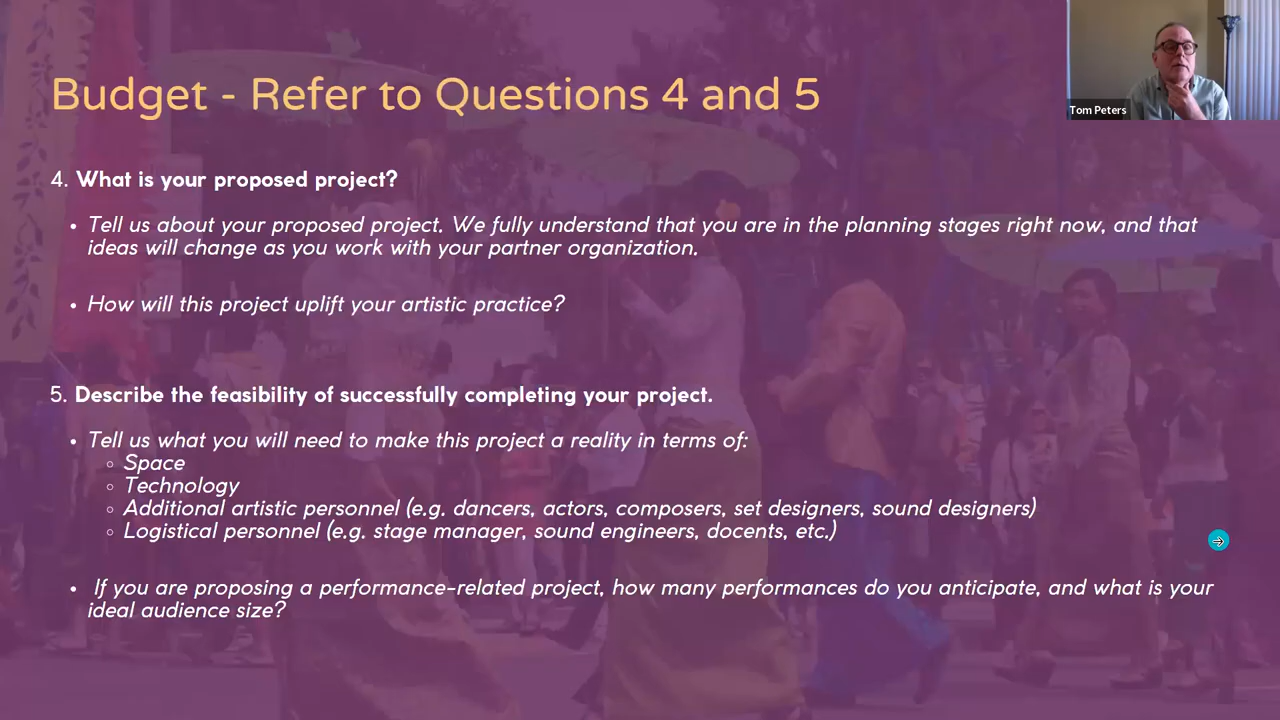 Budget - Refer to Questions 4 and 5
Tom Peters
4. What is your proposed project?
• Tell us about your proposed project. We fully understand that you are in the planning stages right now, and that
ideas will change as you work with your partner organization.
• How will this project uplift your artistic practice?
5. Describe the feasibility of successfully completing your project.
• Tell us what you will need to make this project a reality in terms of:
◦ Space
◦ Technology
◦ Additional artistic personnel (e.g. dancers, actors, composers, set designers, sound designers)
◦ Logistical personnel (e.g. stage manager, sound engineers, docents, etc.)
• If you are proposing a performance-related project, how many performances do you anticipate, and what is your
ideal audience size?